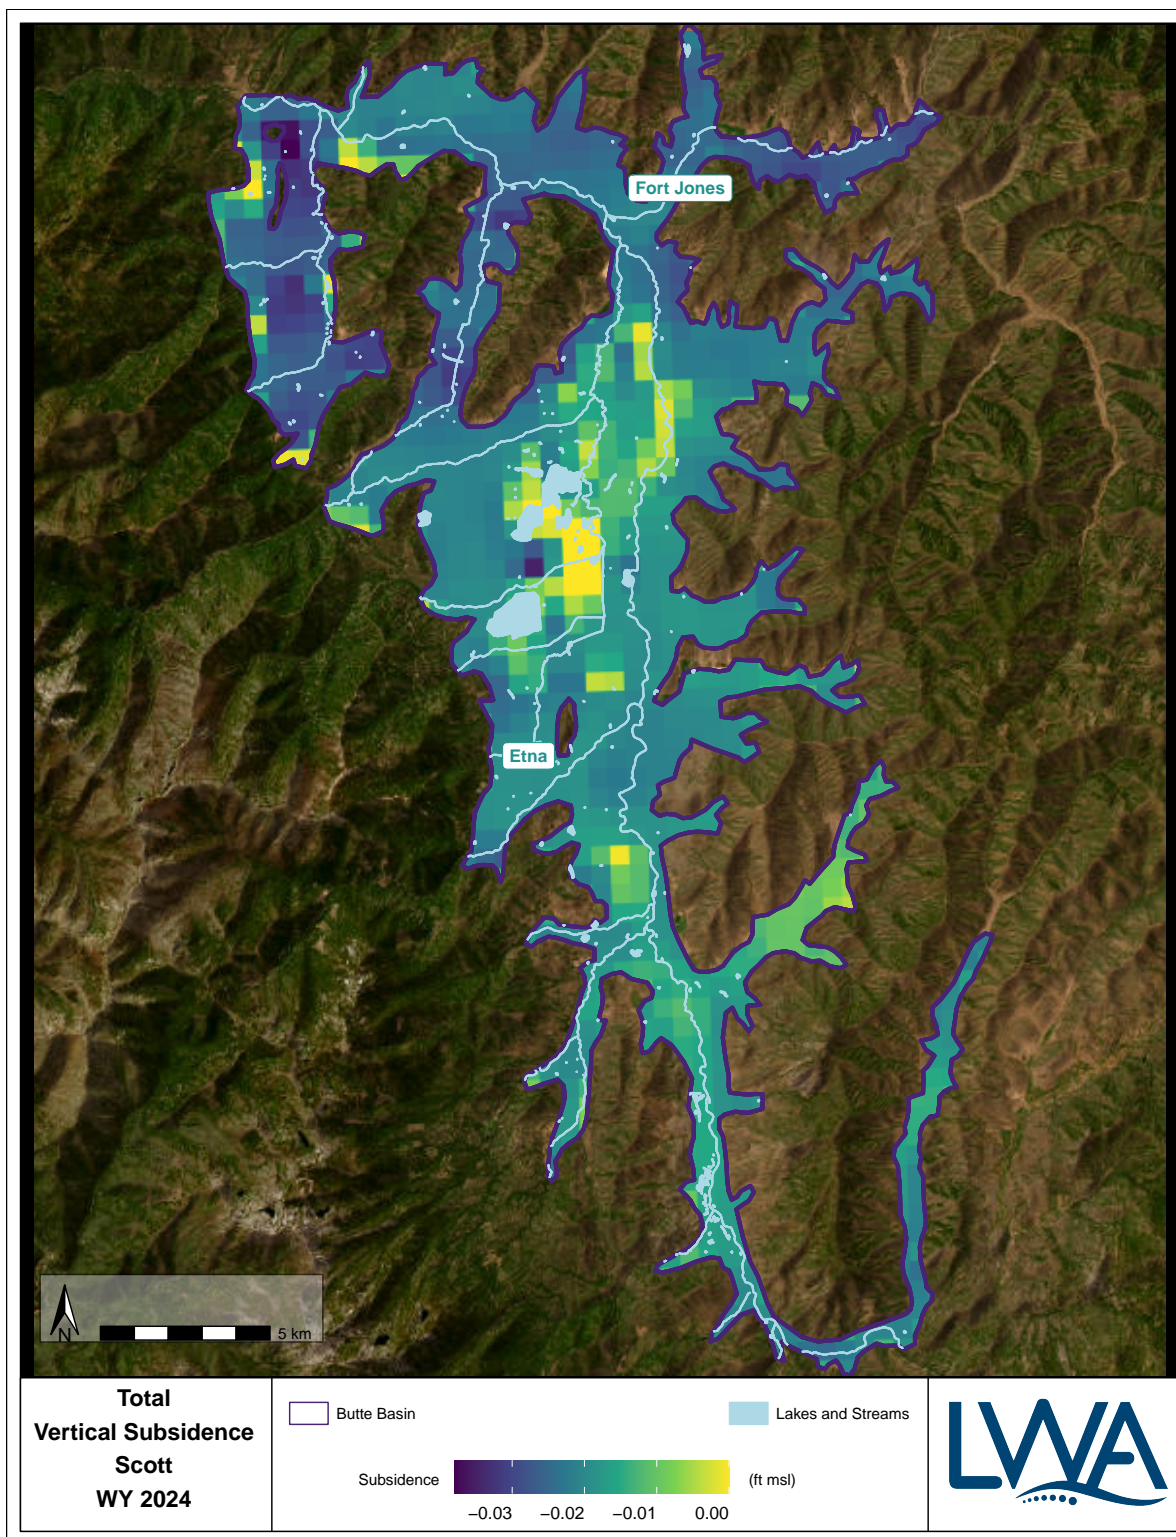 Fort Jones
Etna
N
5 km
Total
Vertical Subsidence
Scott
WY 2024
Butte Basin
Lakes and Streams
Subsidence
(ft msl)
−0.03 −0.02 −0.01 0.00
LWA